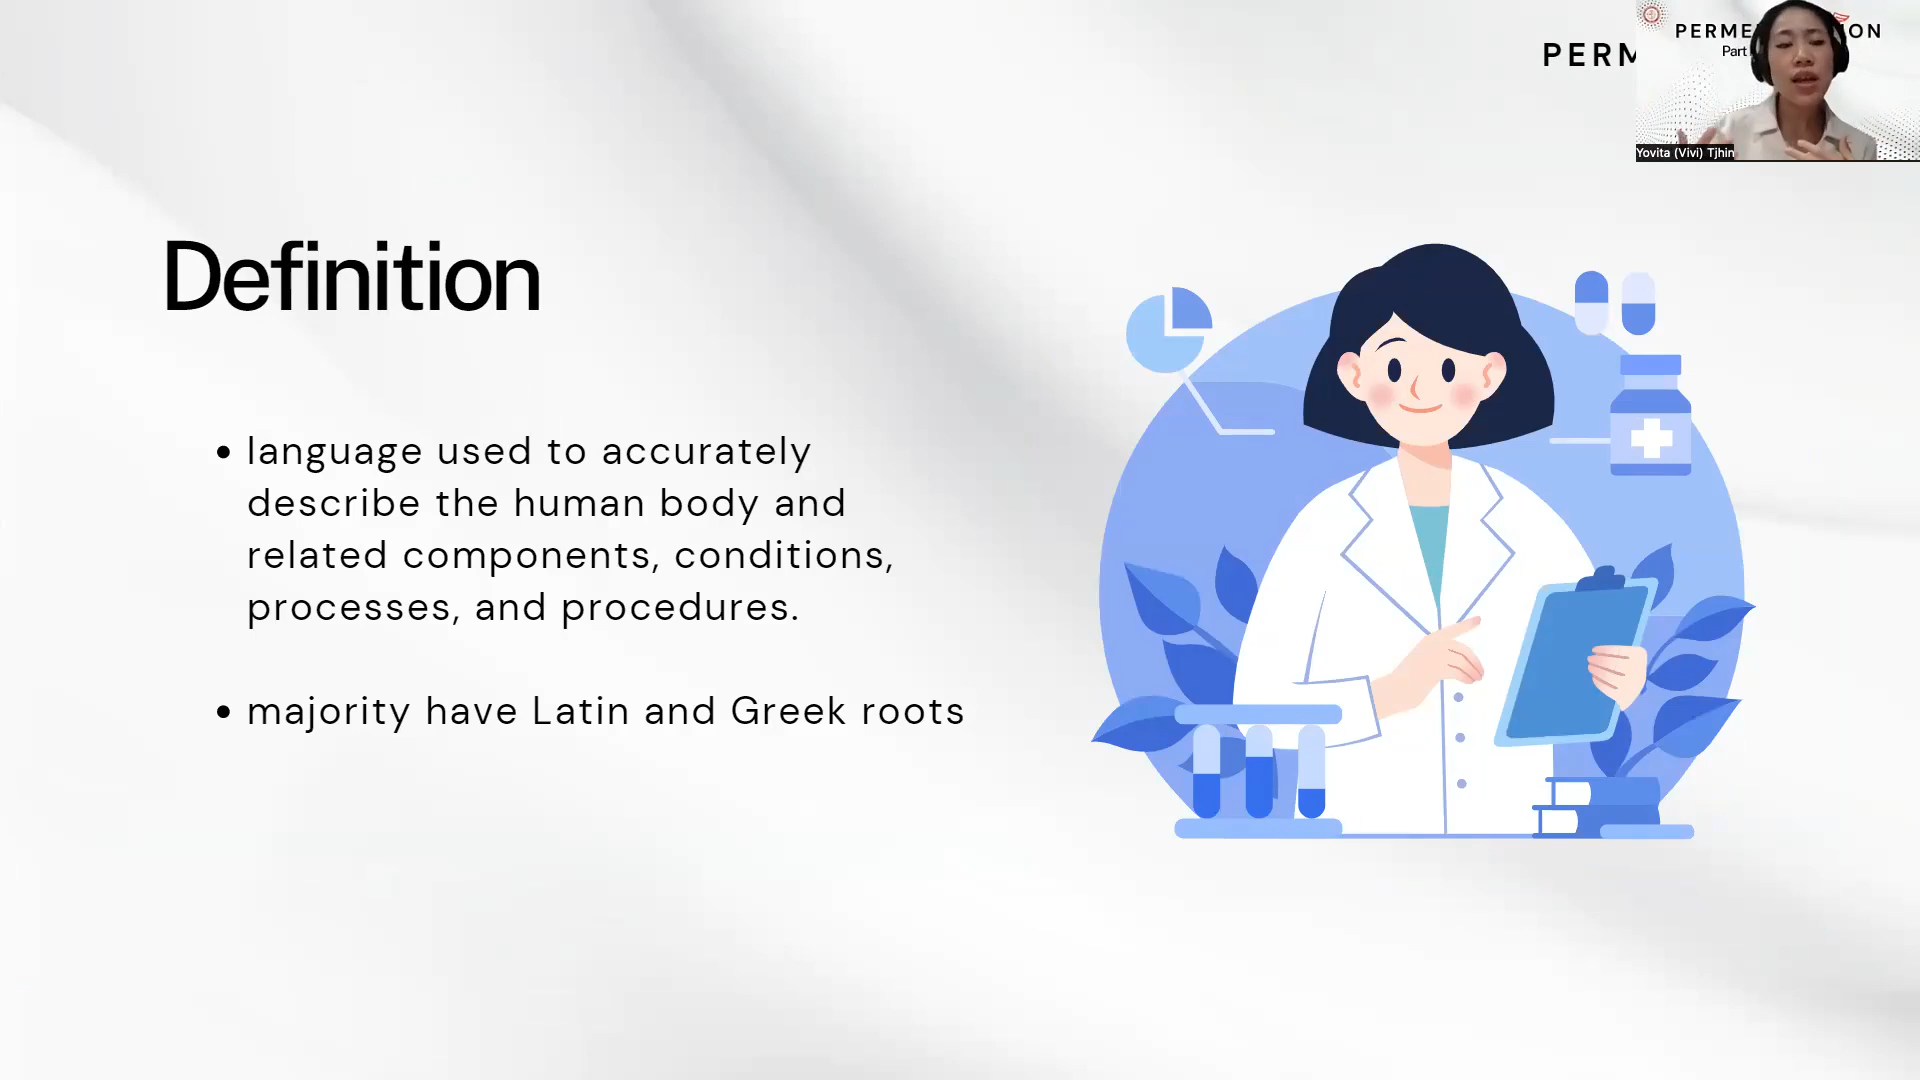 PERM
PERME ION
Part
Yovita (Vivi) Tjhin
Definition
• language used to accurately
describe the human body and
related components, conditions,
processes, and procedures.
• majority have Latin and Greek roots